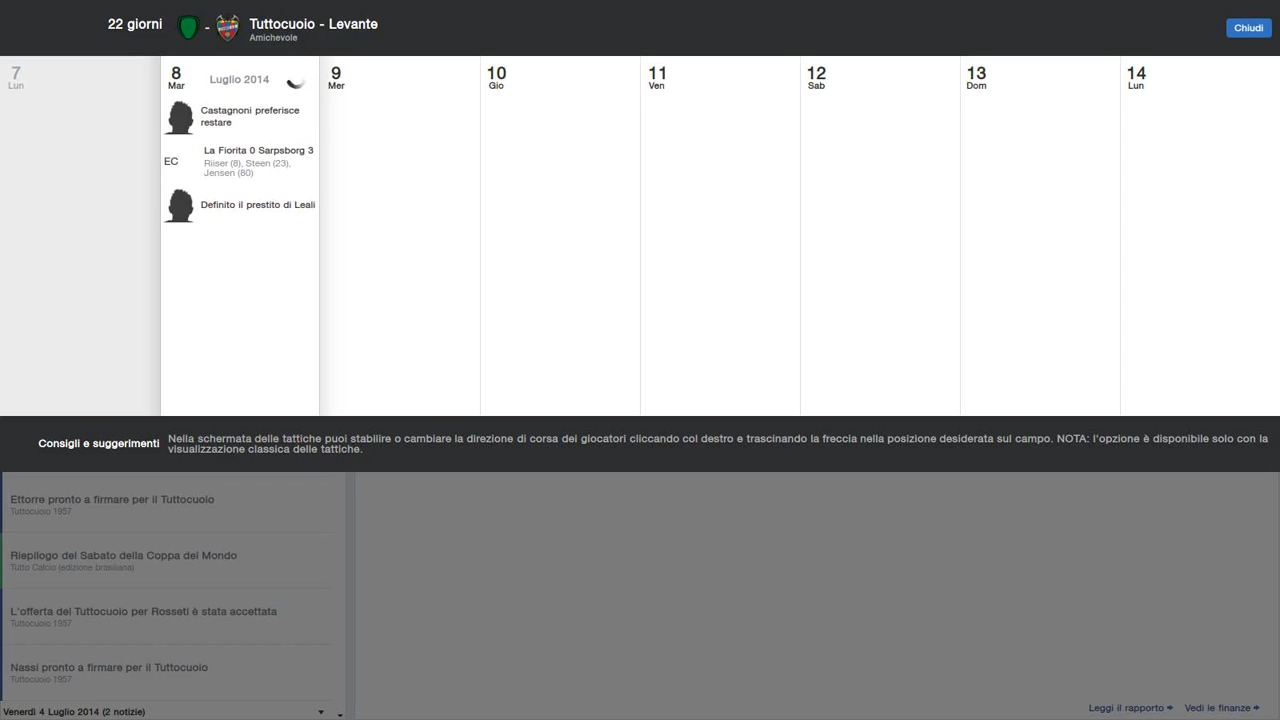 22 giorni
-
Tuttocuoio - Levante
Amichevole
Chiudi
7
Lun
8
Mar
Luglio 2014
9
Mer
10
Gio
11
Ven
12
Sab
13
Dom
14
Lun
Castagnoni preferisce
restare
EC
La Fiorita 0 Sarpsborg 3
Riiser (8), Steen (23),
Jensen (80)
Definito il prestito di Leali
Consigli e suggerimenti
Nella schermata delle tattiche puoi stabilire o cambiare la direzione di corsa dei giocatori cliccando col destro e trascinando la freccia nella posizione desiderata sul campo. NOTA: l'opzione è disponibile solo con la
visualizzazione classica delle tattiche.
Ettorre pronto a firmare per il Tuttocuoio
Tuttocuoio 1957
Riepilogo del Sabato della Coppa del Mondo
Tutto Calcio (edizione brasiliana)
L'offerta del Tuttocuoio per Rosseti è stata accettata
Tuttocuoio 1957
Nassi pronto a firmare per il Tuttocuoio
Tuttocuoio 1957
Venerdì 4 Luglio 2014 (2 notizie)
Leggi il rapporto
Vedi le finanze